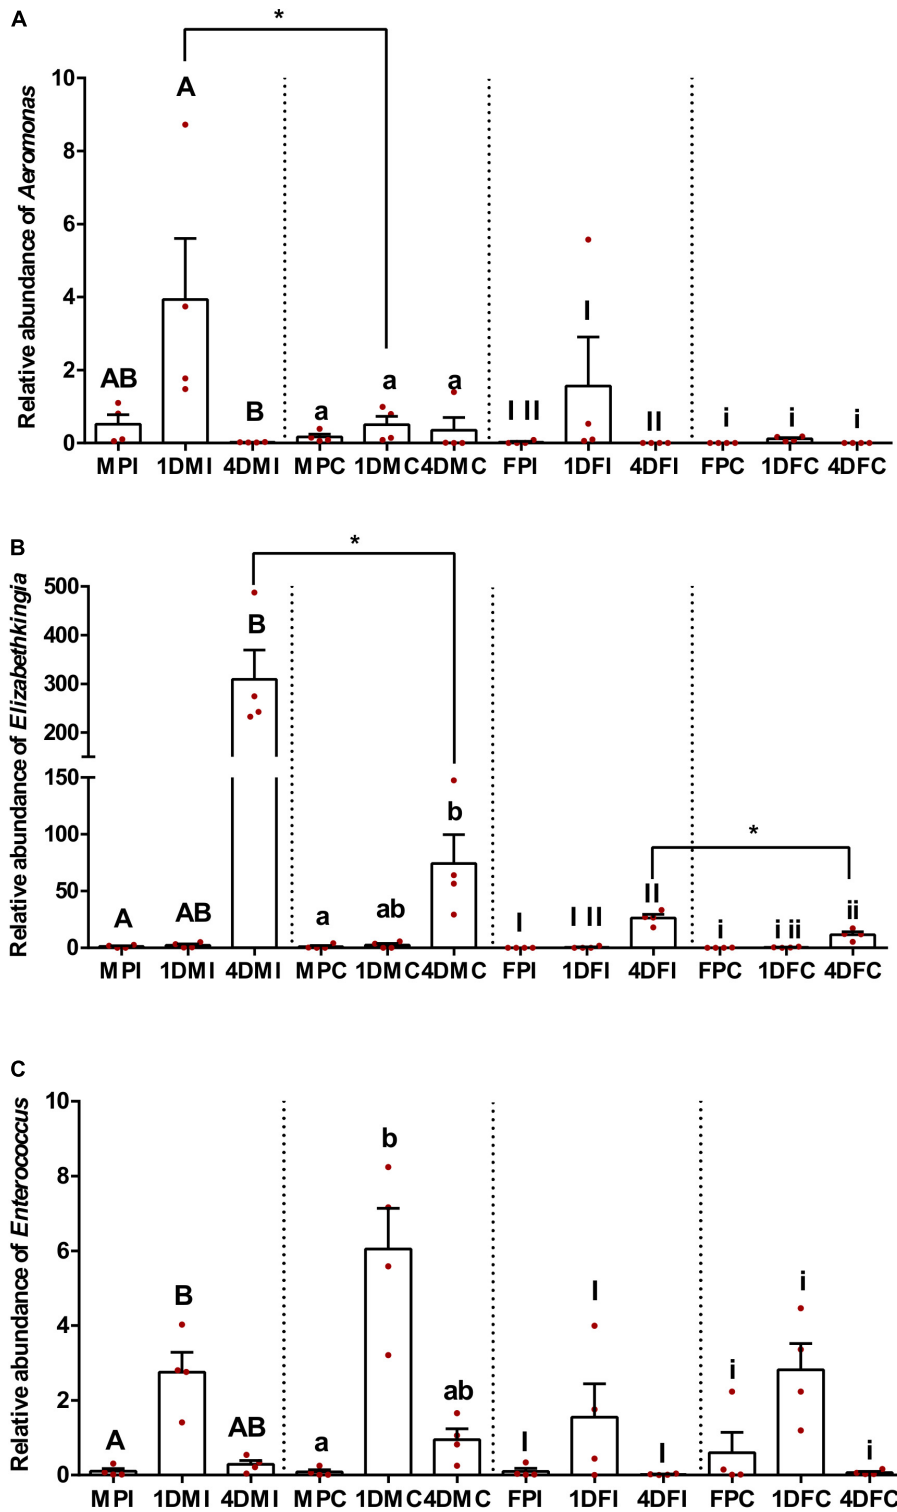 A
*
Relative abundance of Aeromonas
10
8
6
4
2
0
A
AB
B
a
a
a
I II
I
II
i
i
i
MPI 1DMI 4DMI MPC 1DMC 4DMC FPI 1DFI 4DFI FPC 1DFC 4DFC
B
*
Relative abundance of Elizabethkingia
500
400
300
200
150
100
50
0
B
b
*
A
AB
a
ab
I
I II
II
i
i ii
ii
MPI 1DMI 4DMI MPC 1DMC 4DMC FPI 1DFI 4DFI FPC 1DFC 4DFC
C
Relative abundance of Enterococcus
10
8
6
4
2
0
A
B
AB
a
b
ab
I
I
I
i
i
i
MPI 1DMI 4DMI MPC 1DMC 4DMC FPI 1DFI 4DFI FPC 1DFC 4DFC